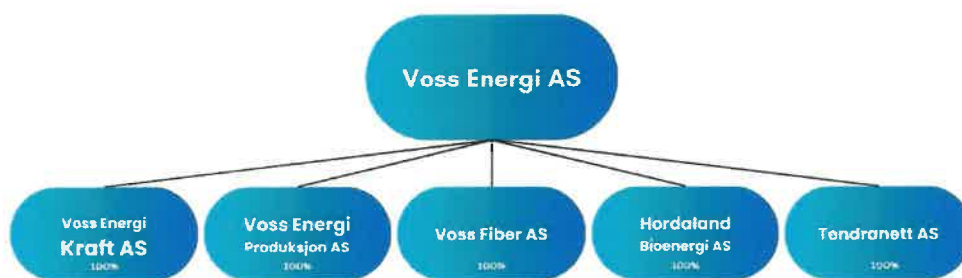 Voss Energi AS
Voss Energi
Kraft AS
100%
Voss Energi
Produksjon AS
100%
Voss Fiber AS
100%
Hordaland
Bioenergi AS
100%
Tendranett AS
100%